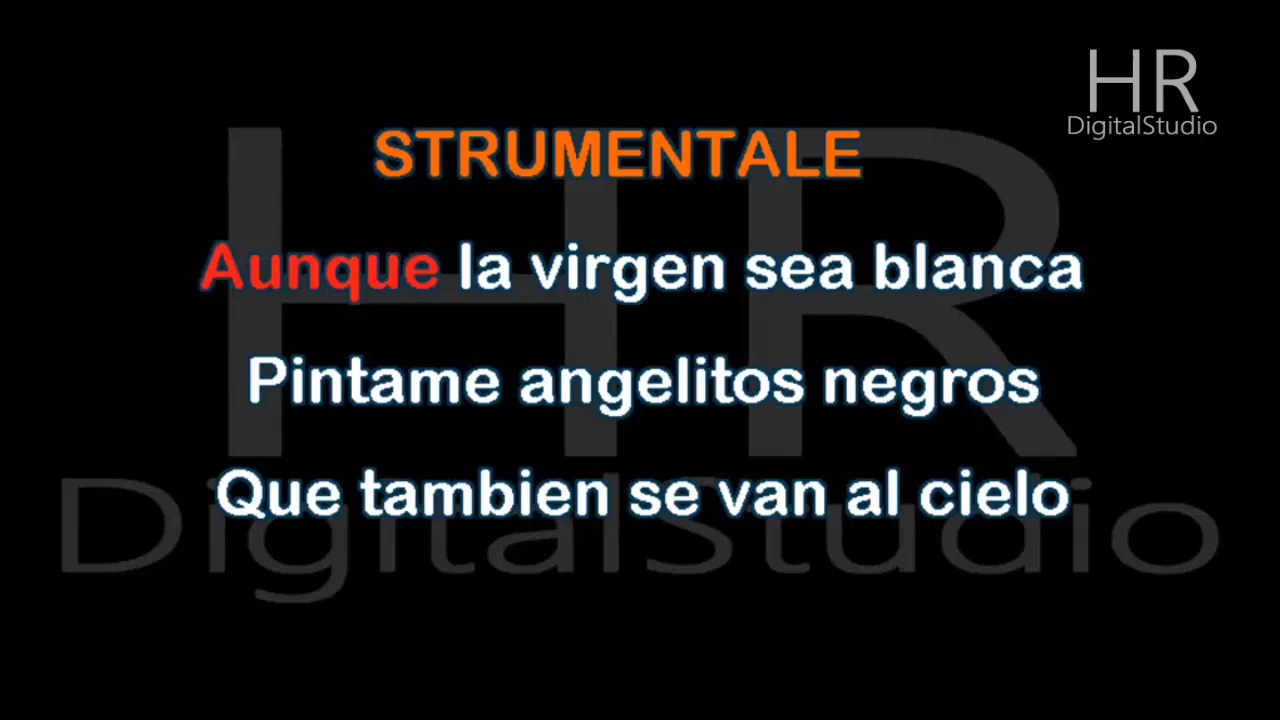 HR
DigitalStudio
STRUMENTALE
Aunque la virgen sea blanca
Pintame angelitos negros
Que tambien se van al cielo
HR
DigitalStudio